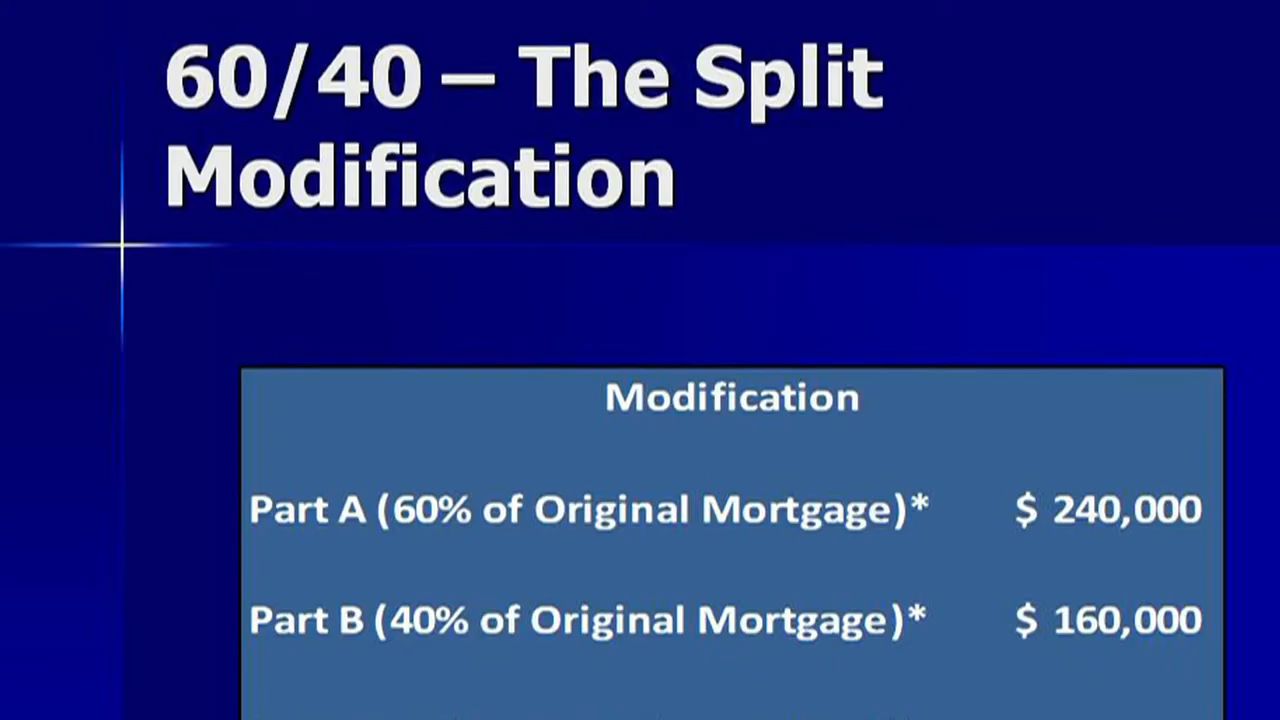 60/40 – The Split
Modification
Modification
Part A (60% of Original Mortgage)* $ 240,000
Part B (40% of Original Mortgage)* $ 160,000